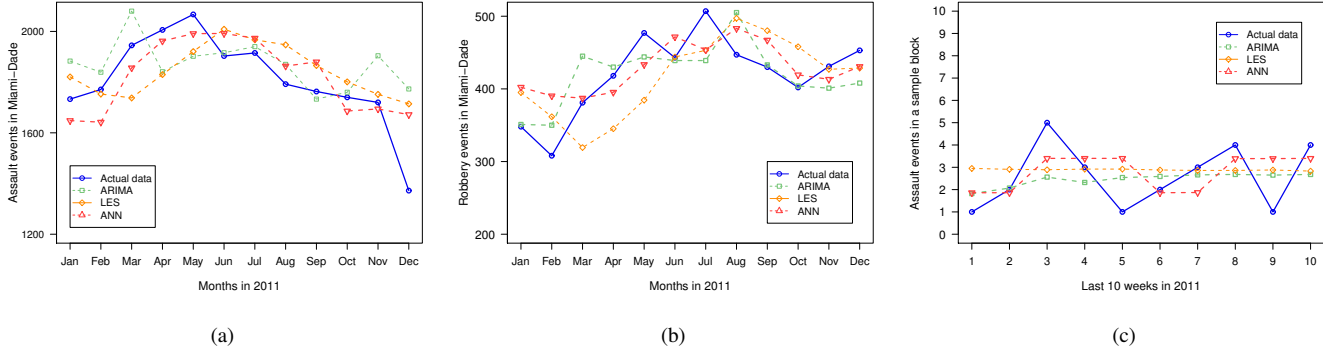 Assault events in Miami−Dade
2000
1600
1200
Jan Feb Mar Apr May Jun Jul Aug Sep Oct Nov Dec
Months in 2011
Actual data
ARIMA
LES
ANN
(a)
Robbery events in Miami−Dade
500
400
300
200
Jan Feb Mar Apr May Jun Jul Aug Sep Oct Nov Dec
Months in 2011
Actual data
ARIMA
LES
ANN
(b)
Assault events in a sample block
10
9
8
7
6
5
4
3
2
1
0
1 2 3 4 5 6 7 8 9 10
Last 10 weeks in 2011
Actual data
ARIMA
LES
ANN
(c)